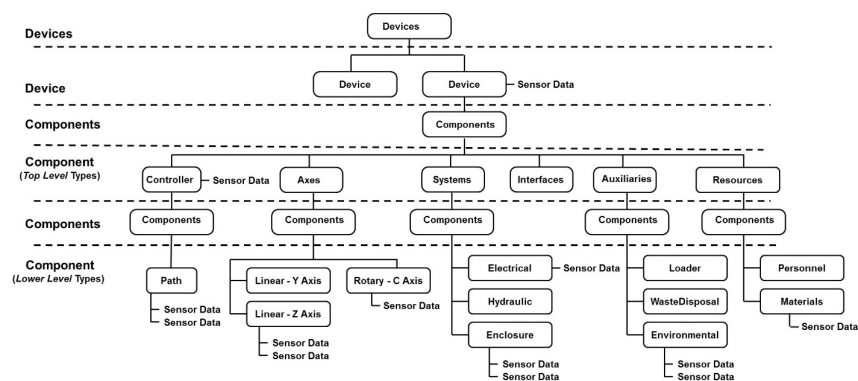 Devices
Devices
Device
Device
Device
Sensor Data
Components
Components
Component
(Top Level Types)
Controller
Sensor Data
Axes
Systems
Interfaces
Auxiliaries
Resources
Components
Components
Components
Components
Components
Components
Component
(Lower Level Types)
Path
Sensor Data
Sensor Data
Linear - Y Axis
Linear - Z Axis
Sensor Data
Sensor Data
Rotary - C Axis
Sensor Data
Electrical
Sensor Data
Hydraulic
Enclosure
Sensor Data
Sensor Data
Loader
WasteDisposal
Environmental
Sensor Data
Sensor Data
Personnel
Materials
Sensor Data